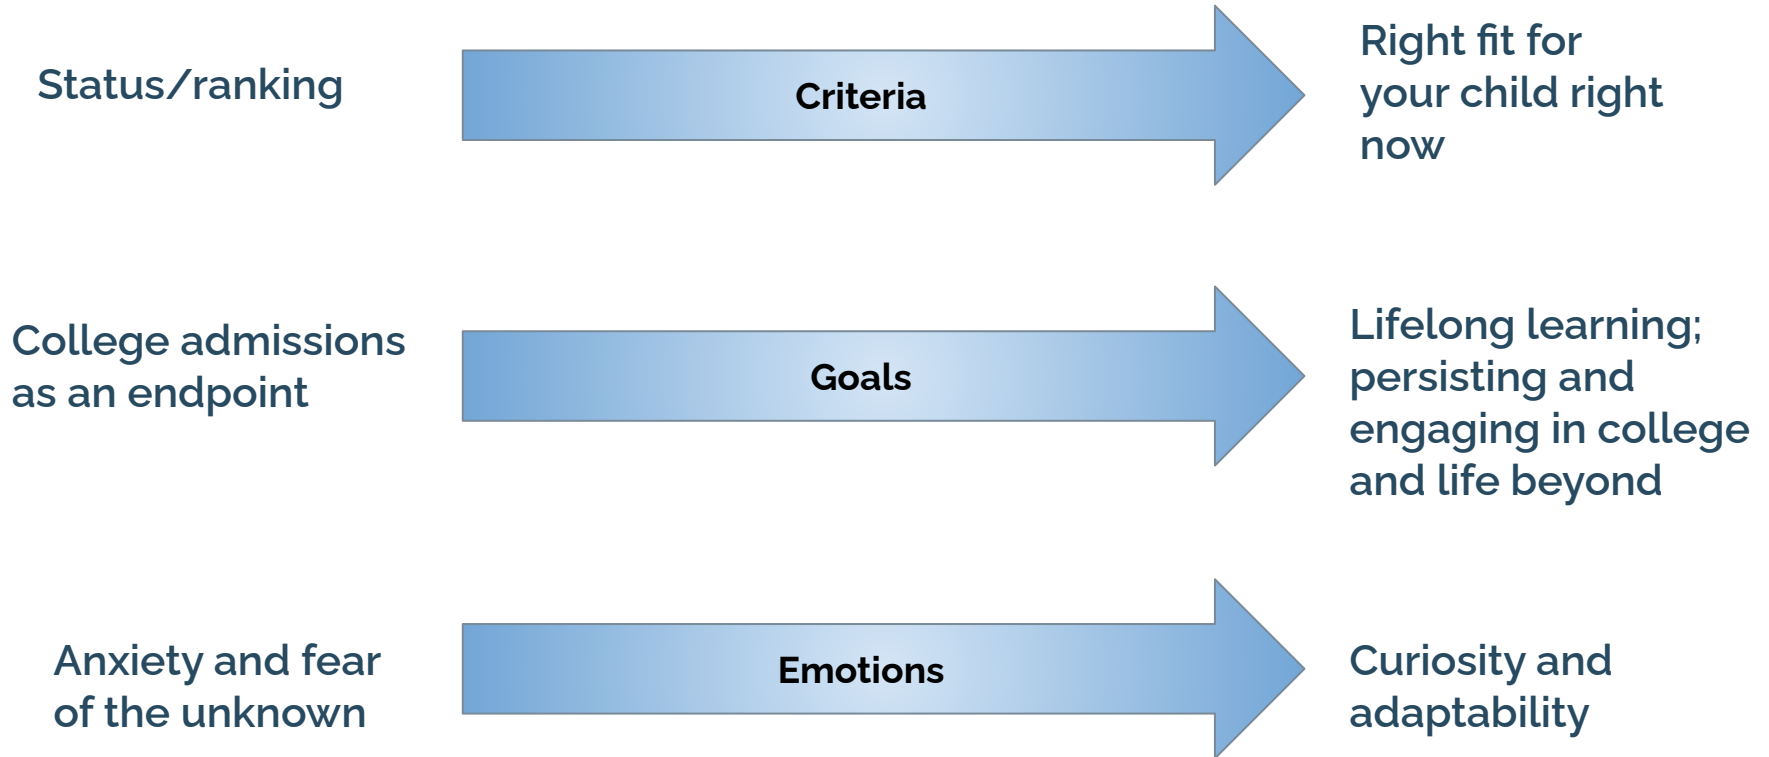 Status/ranking
Criteria
Right fit for
your child right
now
College admissions
as an endpoint
Goals
Lifelong learning;
persisting and
engaging in college
and life beyond
Anxiety and fear
of the unknown
Emotions
Curiosity and
adaptability